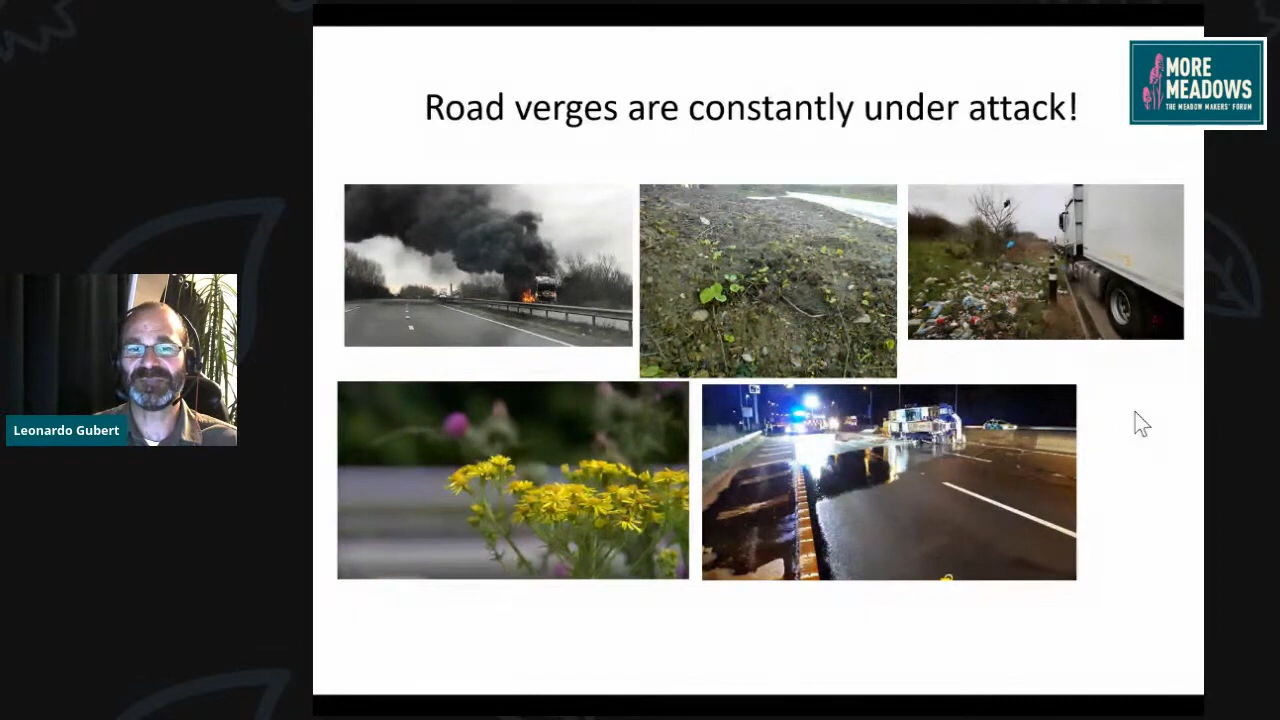 Road verges are constantly under attack!
MORE
MEADOWS
THE MEADOW MAKERS' FORUM
Leonardo Gubert